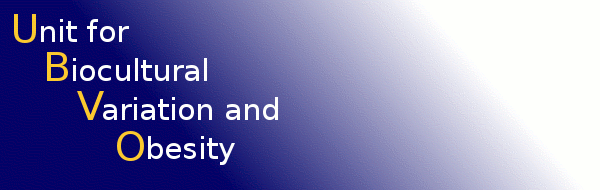 Unit for
Biocultural
Variation and
Obesity